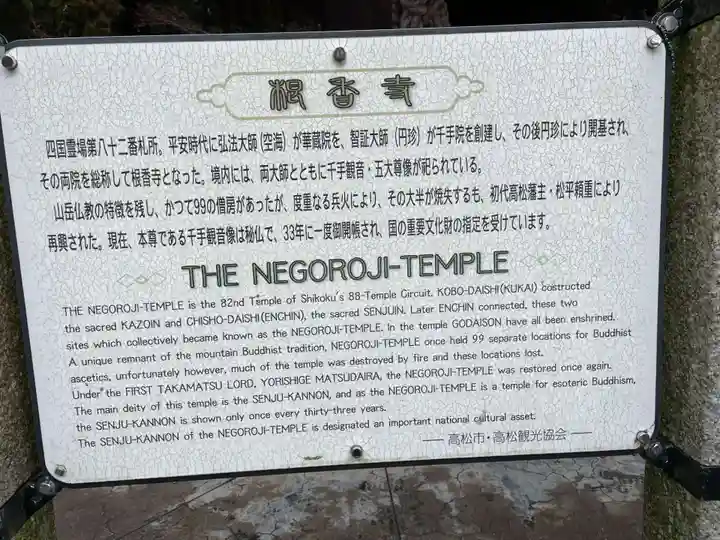 根香寺
四国霊場第八十二番札所。平安時代に弘法大師(空海)が華蔵院を、智証大師（円珍）が千手院を創建し、その後円珍により開基され、
その両院を総称して根香寺となった。境内には、両大師とともに千手観音・五大尊像が祀られている。
山岳仏教の特徴を残し、かつて99の僧房があったが、度重なる兵火により、その大半が焼失するも、初代高松藩主・松平頼重により
再興された。現在、本尊である千手観音像は秘仏で、33年に一度御開帳され、国の重要文化財の指定を受けています。
THE NEGOROJI-TEMPLE
THE NEGOROJI-TEMPLE is the 82nd Temple of Shikoku's 88-Temple Circuit. KOBO-DAISHI(KUKAI) costructed
the sacred KAZOIN and CHISHO-DAISHI(ENCHIN), the sacred SENJUIN. Later ENCHIN connected, these two
sites which collectively became known as the NEGOROJI-TEMPLE. In the temple GODAISON have all been enshrined.
A unique remnant of the mountain Buddhist tradition, NEGOROJI-TEMPLE once held 99 separate locations for Buddhist
ascetics, unfortunately however, much of the temple was destroyed by fire and these locations lost.
Under the FIRST TAKAMATSU LORD, YORISHIGE MATSUDAIRA, the NEGOROJI-TEMPLE was restored once again.
The main deity of this temple is the SENJU-KANNON, and as the NEGOROJI-TEMPLE is a temple for esoteric Buddhism,
the SENJU-KANNON is shown only once every thirty-three years.
The SENJU-KANNON of the NEGOROJI-TEMPLE is designated an important national cultural asset.
— 高松市・高松観光協会 —